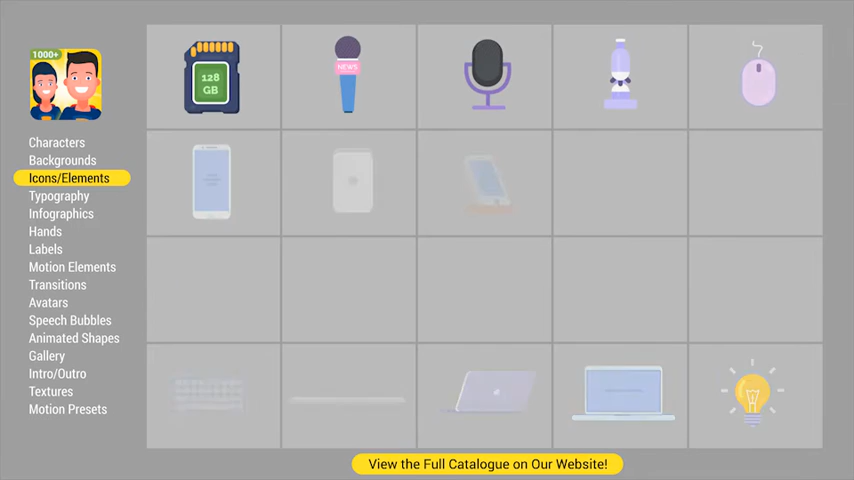 1000+
Characters
Backgrounds
Icons/Elements
Typography
Infographics
Hands
Labels
Motion Elements
Transitions
Avatars
Speech Bubbles
Animated Shapes
Gallery
Intro/Outro
Textures
Motion Presets
128
GB
NEWS
View the Full Catalogue on Our Website!